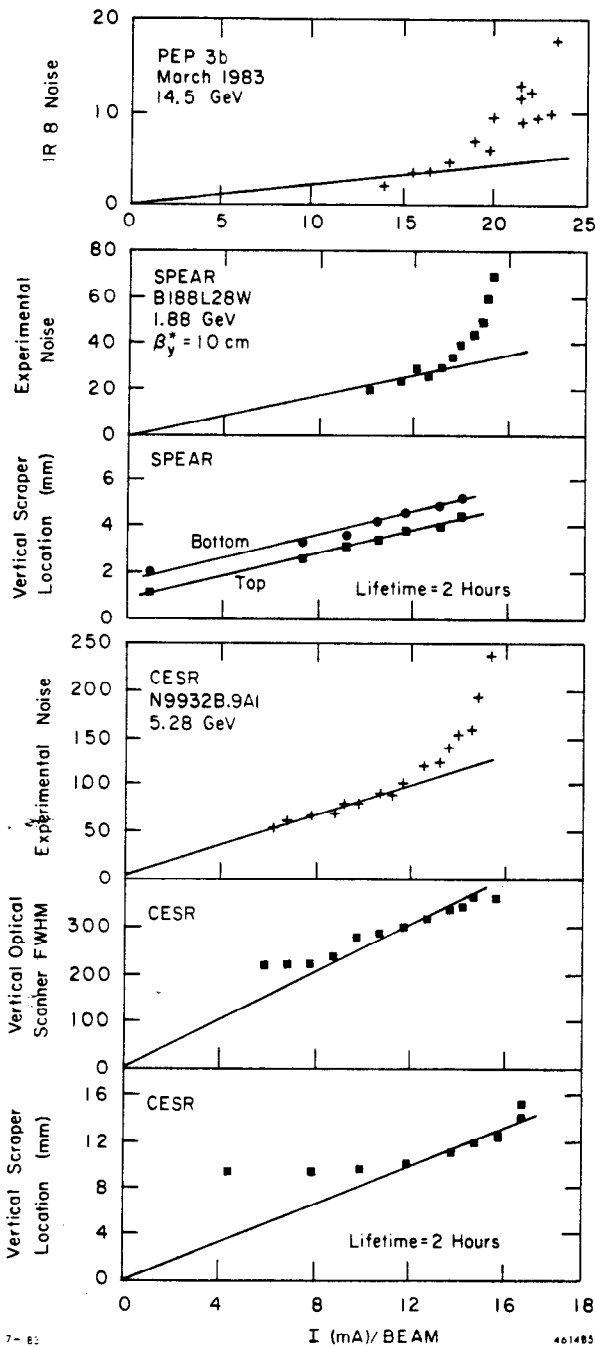 20
10
0
IR 8 Noise
PEP 3b
March 1983
14.5 GeV
0 5 10 15 20 25
80
60
40
20
0
Experimental
Noise
SPEAR
B188L28W
1.88 GeV
β*y = 10 cm
6
4
2
0
Vertical Scraper
Location (mm)
SPEAR
Bottom
Top
Lifetime = 2 Hours
250
200
150
100
50
0
Experimental Noise
CESR
N9932B.9A1
5.28 GeV
300
200
100
0
Vertical Optical
Scanner FWHM
CESR
16
12
8
4
0
Vertical Scraper
Location (mm)
CESR
Lifetime = 2 Hours
0 4 8 12 16 18
I (mA)/BEAM
7-83
4614B5